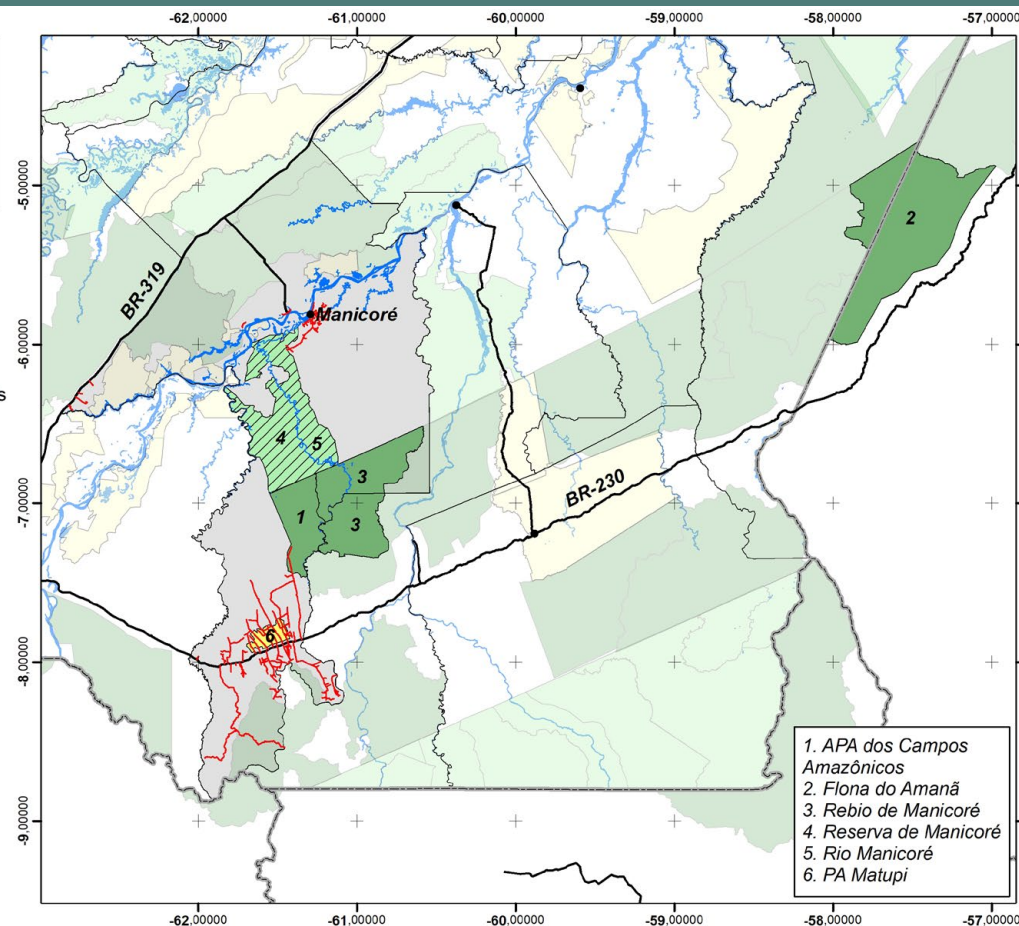 -62,00000 -61,00000 -60,00000 -59,00000 -58,00000 -57,00000
-5,00000
2
BR-319
Manicoré
-6,00000
s
4
5
3
-7,00000
1
3
BR-230
6
-8,00000
1. APA dos Campos
Amazônicos
2. Flona do Amanã
3. Rebio de Manicoré
4. Reserva de Manicoré
5. Rio Manicoré
6. PA Matupi
-9,00000
-62,00000 -61,00000 -60,00000 -59,00000 -58,00000 -57,00000